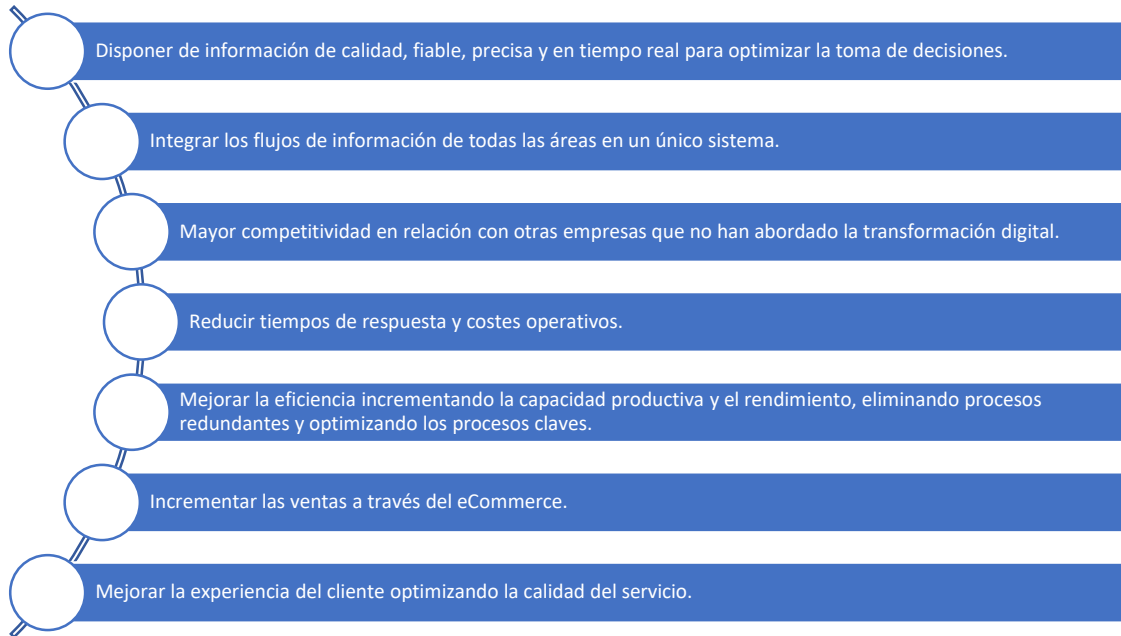 Disponer de información de calidad, fiable, precisa y en tiempo real para optimizar la toma de decisiones.
Integrar los flujos de información de todas las áreas en un único sistema.
Mayor competitividad en relación con otras empresas que no han abordado la transformación digital.
Reducir tiempos de respuesta y costes operativos.
Mejorar la eficiencia incrementando la capacidad productiva y el rendimiento, eliminando procesos
redundantes y optimizando los procesos claves.
Incrementar las ventas a través del eCommerce.
Mejorar la experiencia del cliente optimizando la calidad del servicio.